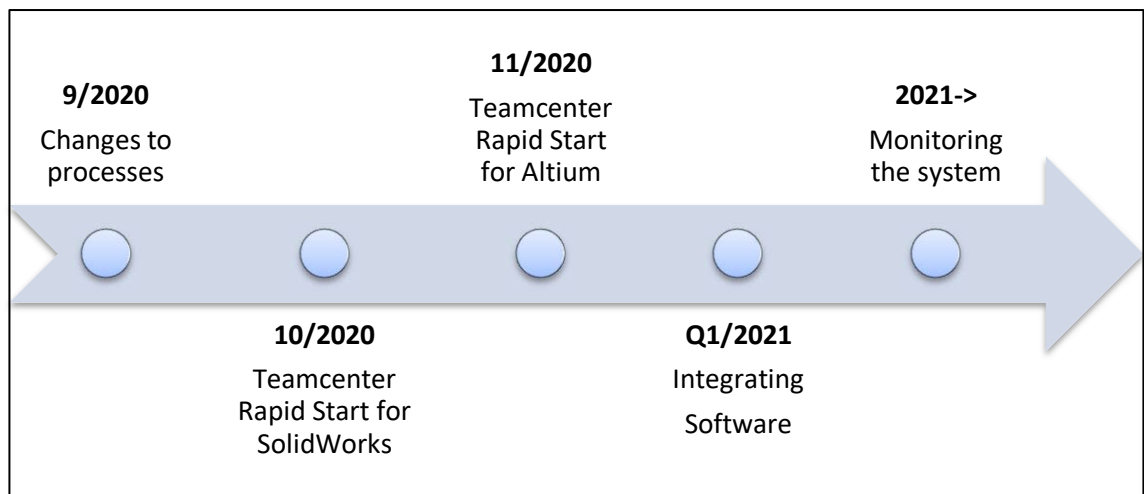 9/2020
Changes to
processes
10/2020
Teamcenter
Rapid Start for
SolidWorks
11/2020
Teamcenter
Rapid Start
for Altium
Q1/2021
Integrating
Software
2021->
Monitoring
the system